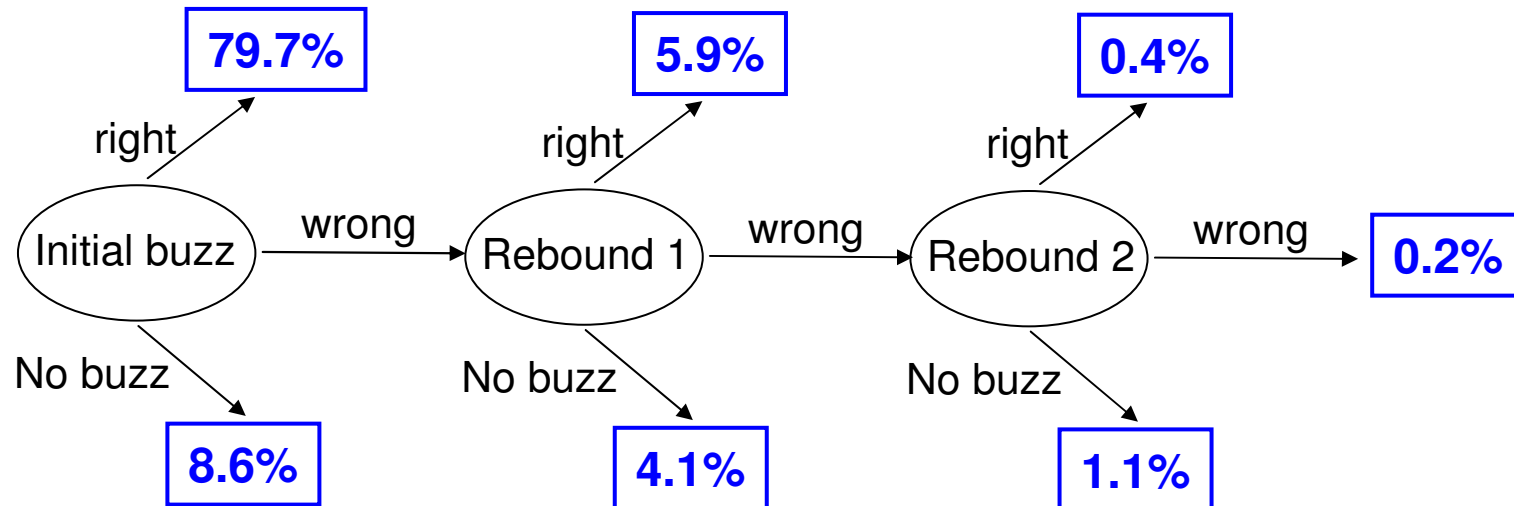 79.7%
5.9%
0.4%
right
right
right
Initial buzz
wrong
Rebound 1
wrong
Rebound 2
wrong
0.2%
No buzz
No buzz
No buzz
8.6%
4.1%
1.1%